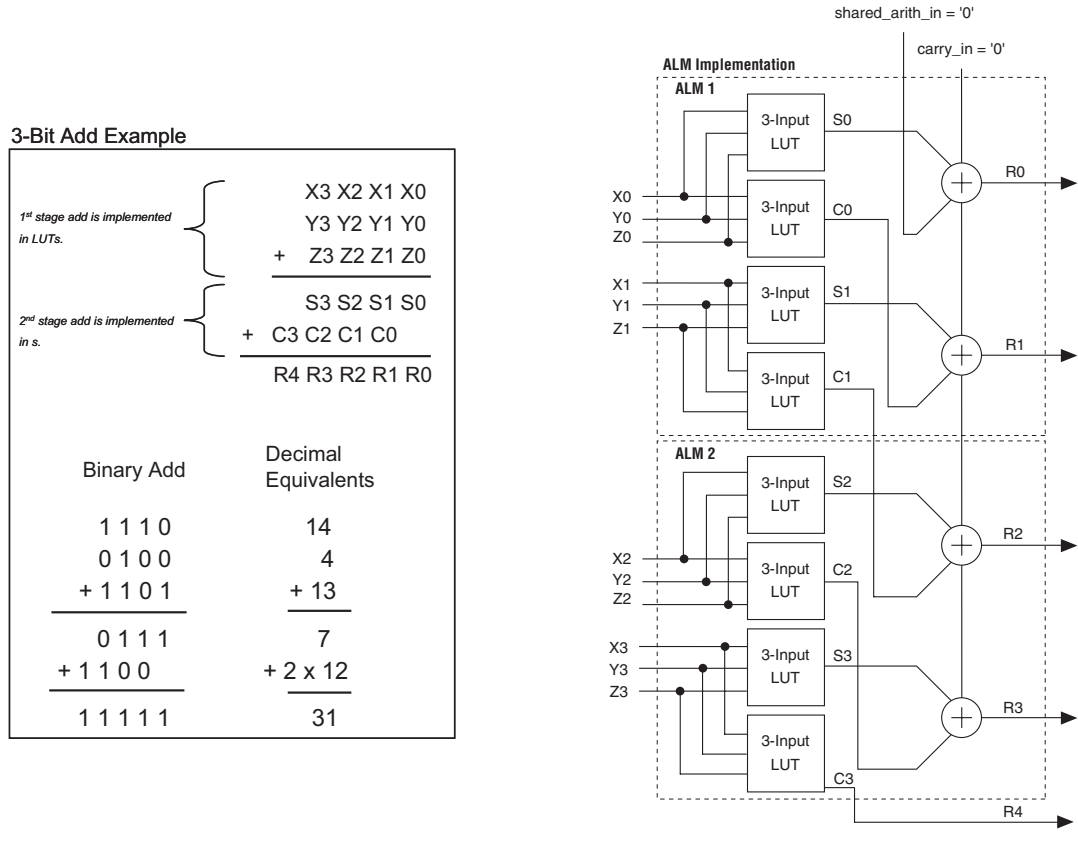 3-Bit Add Example
1st stage add is implemented
in LUTs.
X3 X2 X1 X0
Y3 Y2 Y1 Y0
+ Z3 Z2 Z1 Z0
2nd stage add is implemented
in s.
S3 S2 S1 S0
+ C3 C2 C1 C0
R4 R3 R2 R1 R0
Binary Add
1 1 1 0
0 1 0 0
+ 1 1 0 1
0 1 1 1
+ 1 1 0 0
1 1 1 1 1
Decimal
Equivalents
14
4
+ 13
7
+ 2 x 12
31
shared_arith_in = '0'
carry_in = '0'
ALM Implementation
ALM 1
3-Input
LUT
S0
R0
X0
Y0
Z0
3-Input
LUT
C0
X1
Y1
Z1
3-Input
LUT
S1
R1
3-Input
LUT
C1
ALM 2
3-Input
LUT
S2
R2
X2
Y2
Z2
3-Input
LUT
C2
X3
Y3
Z3
3-Input
LUT
S3
R3
3-Input
LUT
C3
R4